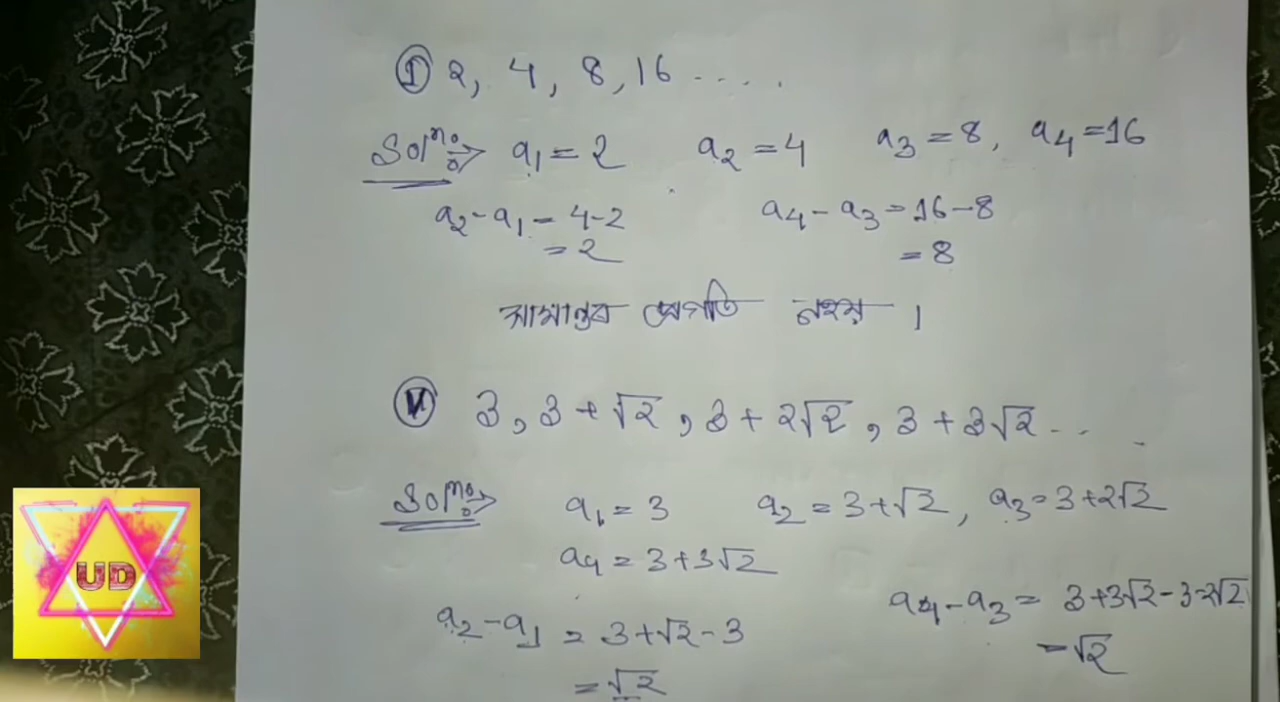 ① 2, 4, 8, 16 .....
Solⁿ⇒ a₁ = 2 a₂ = 4 a₃ = 8, a₄ = 16
a₂ - a₁ = 4-2 a₄ - a₃ = 16-8
= 2 = 8
সামান্তৰ প্ৰগতি নহয় ।
3, 3 + √2, 3 + 2√2, 3 + 3√2 ...
Solⁿ⇒ a₁ = 3 a₂ = 3+√2, a₃ = 3+2√2
a₄ = 3+3√2
a₂ - a₁ = 3+√2-3 a₄ - a₃ = 3+3√2-3-2√2
= √2 = √2
UD